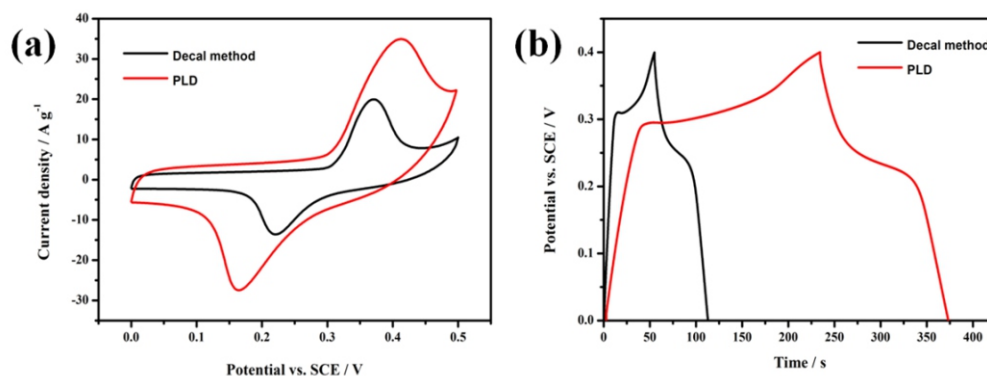 (a)
Decal method
PLD
Current density / A g⁻¹
40
30
20
10
0
-10
-20
-30
0.0 0.1 0.2 0.3 0.4 0.5
Potential vs. SCE / V
(b)
Decal method
PLD
Potential vs. SCE / V
0.4
0.3
0.2
0.1
0.0
0 50 100 150 200 250 300 350 400
Time / s